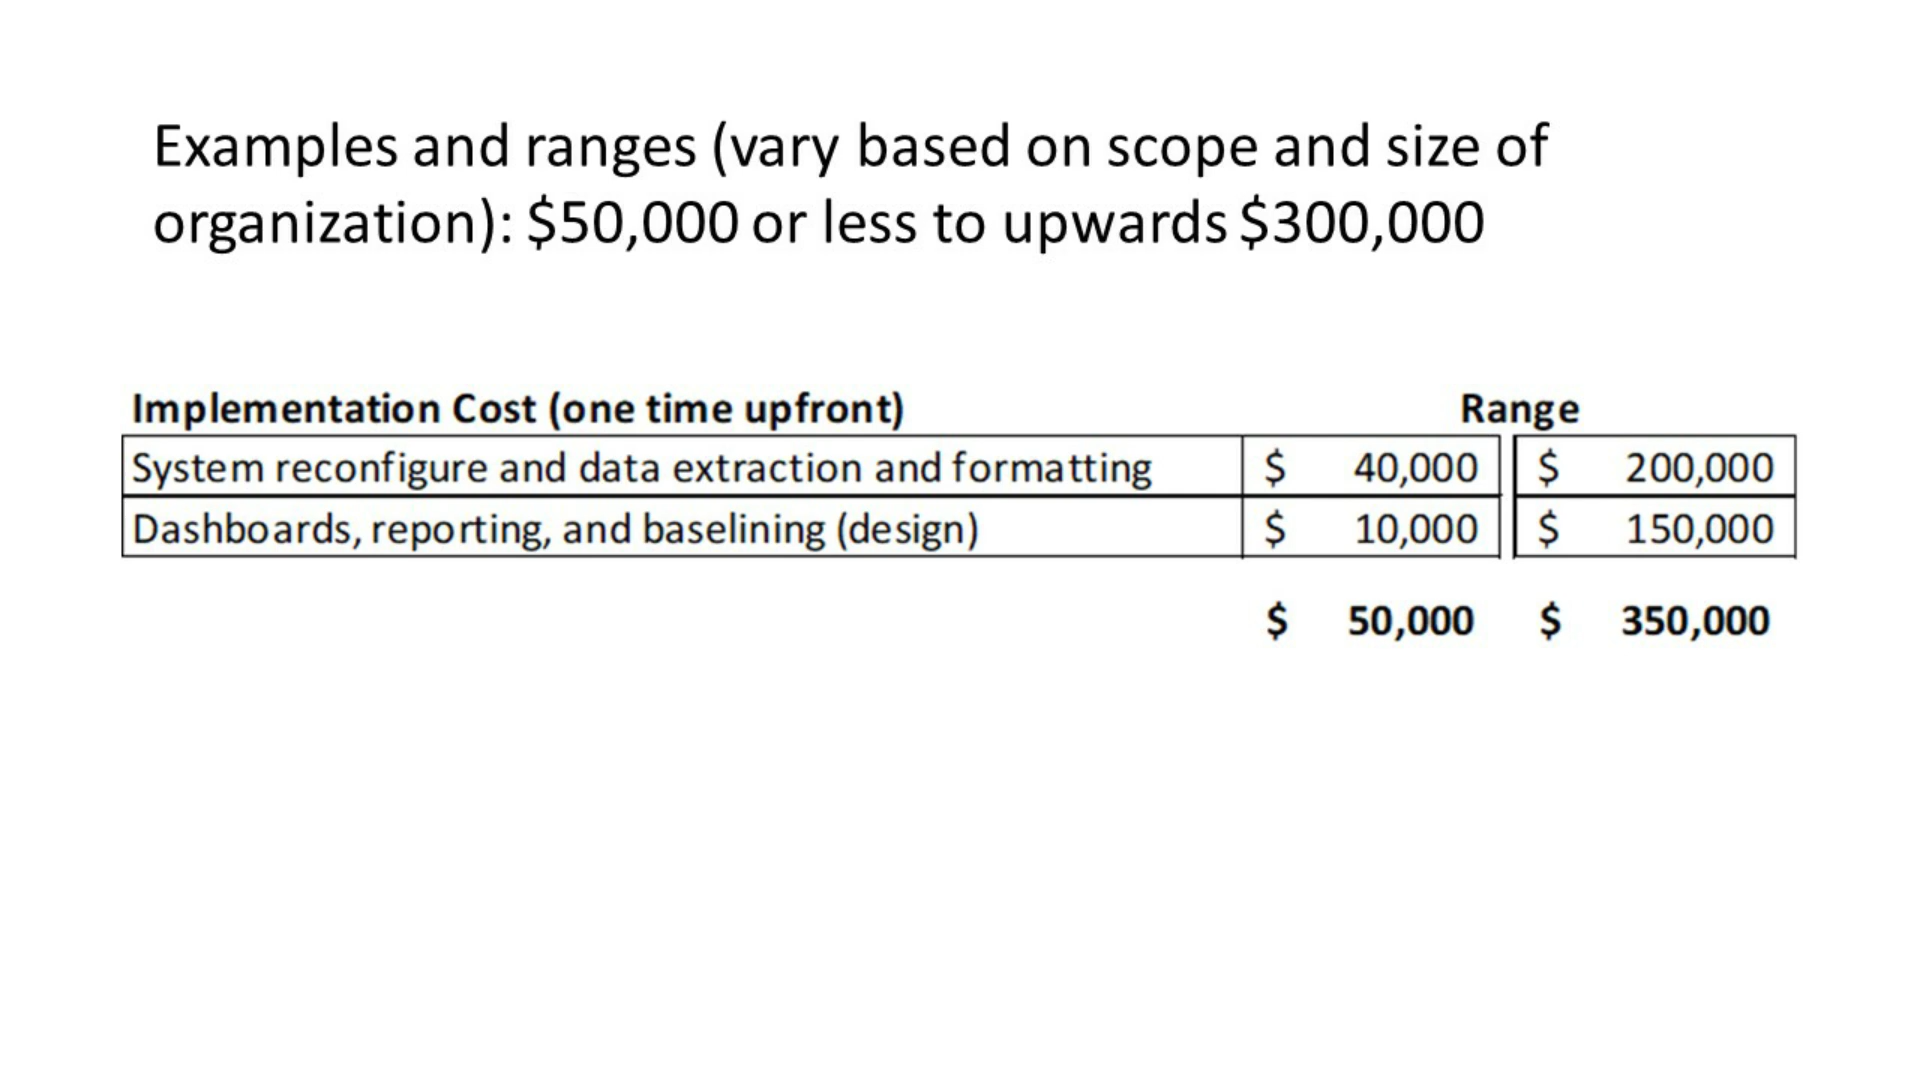 Examples and ranges (vary based on scope and size of
organization): $50,000 or less to upwards $300,000
Implementation Cost (one time upfront) Range
System reconfigure and data extraction and formatting $ 40,000 $ 200,000
Dashboards, reporting, and baselining (design) $ 10,000 $ 150,000
$ 50,000 $ 350,000